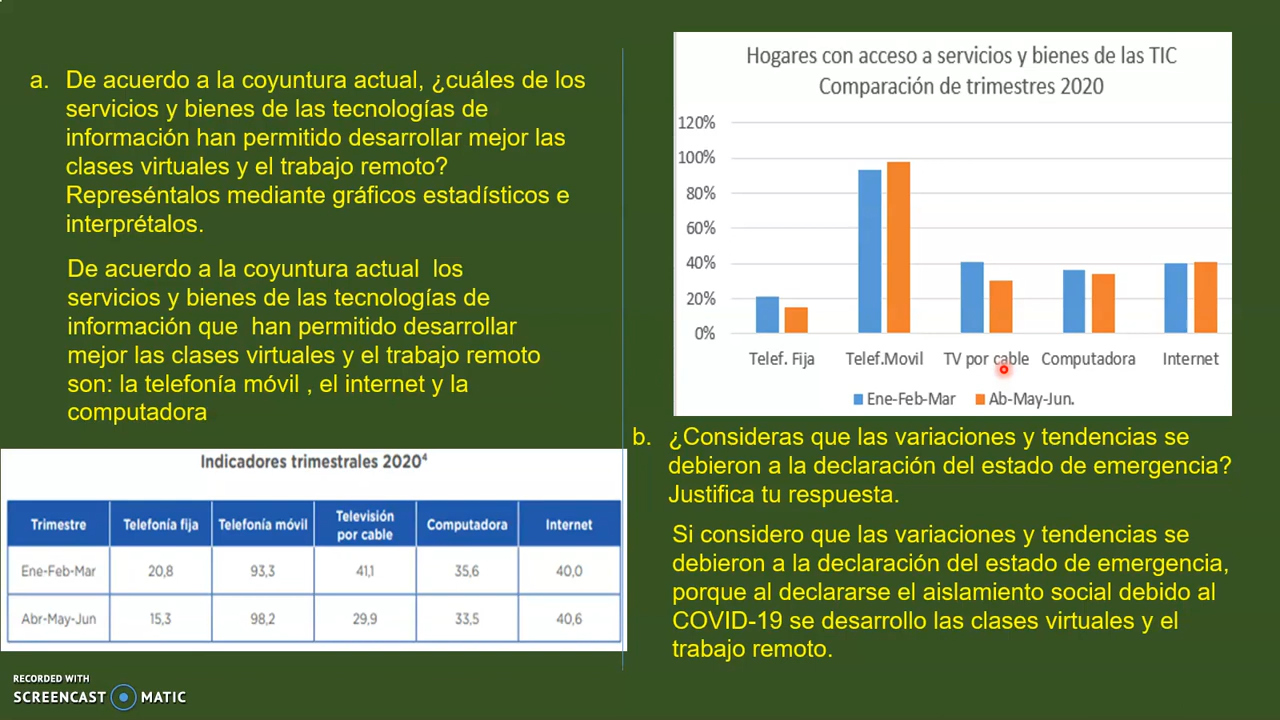 a. De acuerdo a la coyuntura actual, ¿cuáles de los
servicios y bienes de las tecnologías de
información han permitido desarrollar mejor las
clases virtuales y el trabajo remoto?
Represéntalos mediante gráficos estadísticos e
interprétalos.
De acuerdo a la coyuntura actual los
servicios y bienes de las tecnologías de
información que han permitido desarrollar
mejor las clases virtuales y el trabajo remoto
son: la telefonía móvil , el internet y la
computadora
Indicadores trimestrales 2020⁴
Trimestre Telefonía fija Telefonía móvil Televisión por cable Computadora Internet
Ene-Feb-Mar 20,8 93,3 41,1 35,6 40,0
Abr-May-Jun 15,3 98,2 29,9 33,5 40,6
RECORDED WITH
SCREENCAST MATIC
Hogares con acceso a servicios y bienes de las TIC
Comparación de trimestres 2020
120%
100%
80%
60%
40%
20%
0%
Telef. Fija Telef.Movil TV por cable Computadora Internet
Ene-Feb-Mar Ab-May-Jun.
b. ¿Consideras que las variaciones y tendencias se
debieron a la declaración del estado de emergencia?
Justifica tu respuesta.
Si considero que las variaciones y tendencias se
debieron a la declaración del estado de emergencia,
porque al declararse el aislamiento social debido al
COVID-19 se desarrollo las clases virtuales y el
trabajo remoto.